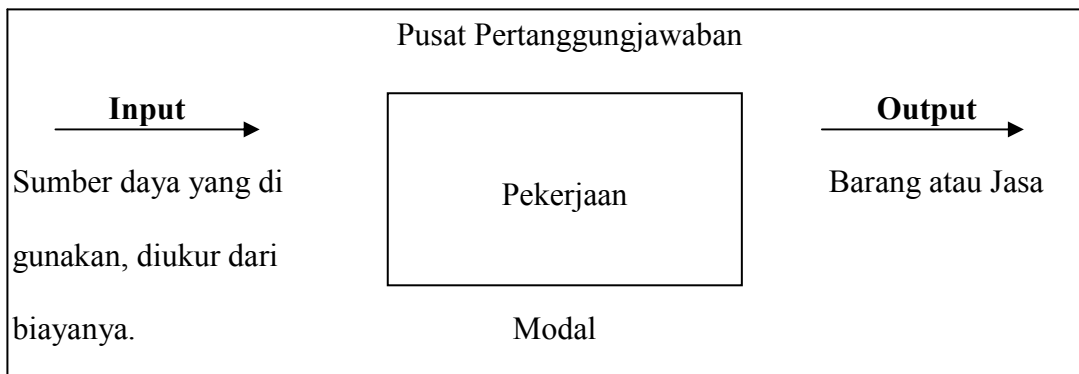 Pusat Pertanggungjawaban
Input
Output
Sumber daya yang di
gunakan, diukur dari
biayanya.
Pekerjaan
Barang atau Jasa
Modal